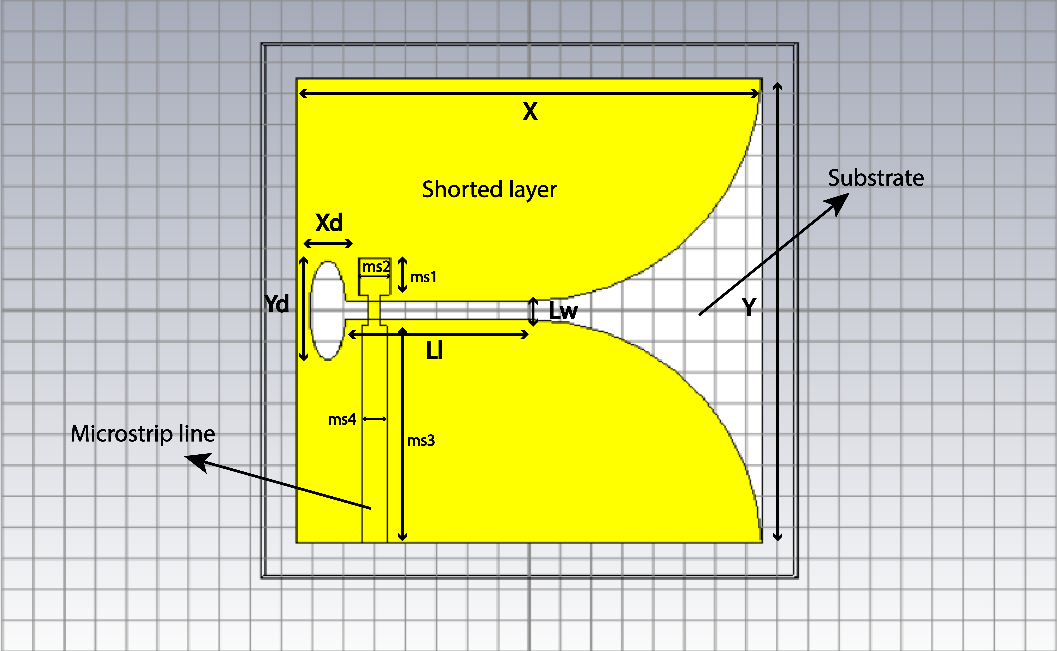 X
Shorted layer
Substrate
Xd
ms2
ms1
Yd
Lw
Y
Ll
ms4
ms3
Microstrip line